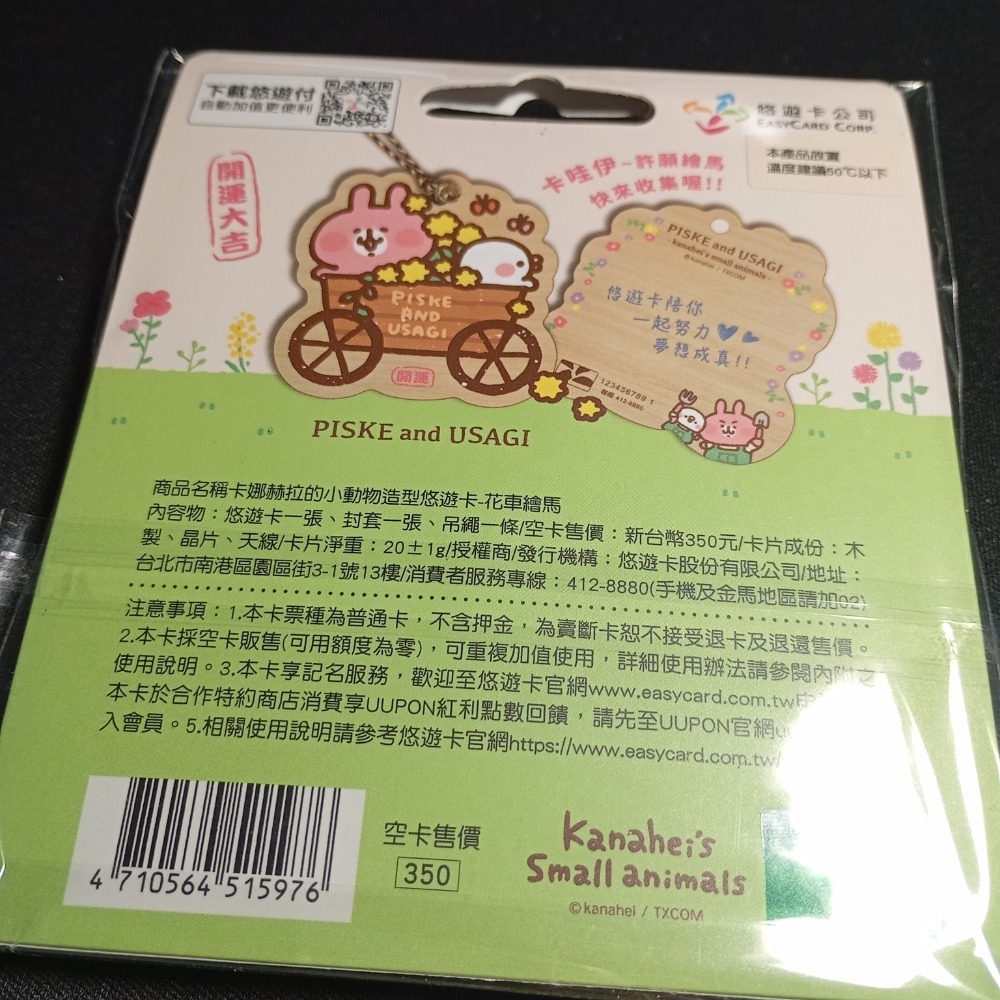 下載悠遊付
自動加值更便利
悠遊卡公司
EASYCARD CORP.
本產品放置
溫度建議50℃以下
開運大吉
卡哇伊~許願繪馬
快來收集喔!!
PISKE
AND
USAGI
開運
PISKE and USAGI
- kanahei's small animals -
©kanahei / TXCOM
悠遊卡陪你
一起努力
夢想成真!!
123456789 1
客服 412-8880
PISKE and USAGI
商品名稱卡娜赫拉的小動物造型悠遊卡-花車繪馬
內容物：悠遊卡一張、封套一張、吊繩一條/空卡售價：新台幣350元/卡片成份：木
製、晶片、天線/卡片淨重：20±1g/授權商/發行機構：悠遊卡股份有限公司/地址：
台北市南港區園區街3-1號13樓/消費者服務專線：412-8880(手機及金馬地區請加02)
注意事項：1.本卡票種為普通卡，不含押金，為賣斷卡恕不接受退卡及退還售價。
2.本卡採空卡販售(可用額度為零)，可重複加值使用，詳細使用辦法請參閱內附之
使用說明。3.本卡享記名服務，歡迎至悠遊卡官網www.easycard.com.tw
本卡於合作特約商店消費享UUPON紅利點數回饋，請先至UUPON官網
入會員。5.相關使用說明請參考悠遊卡官網https://www.easycard.com.tw/
4 710564 515976
空卡售價
350
Kanahei's
Small animals
©kanahei / TXCOM